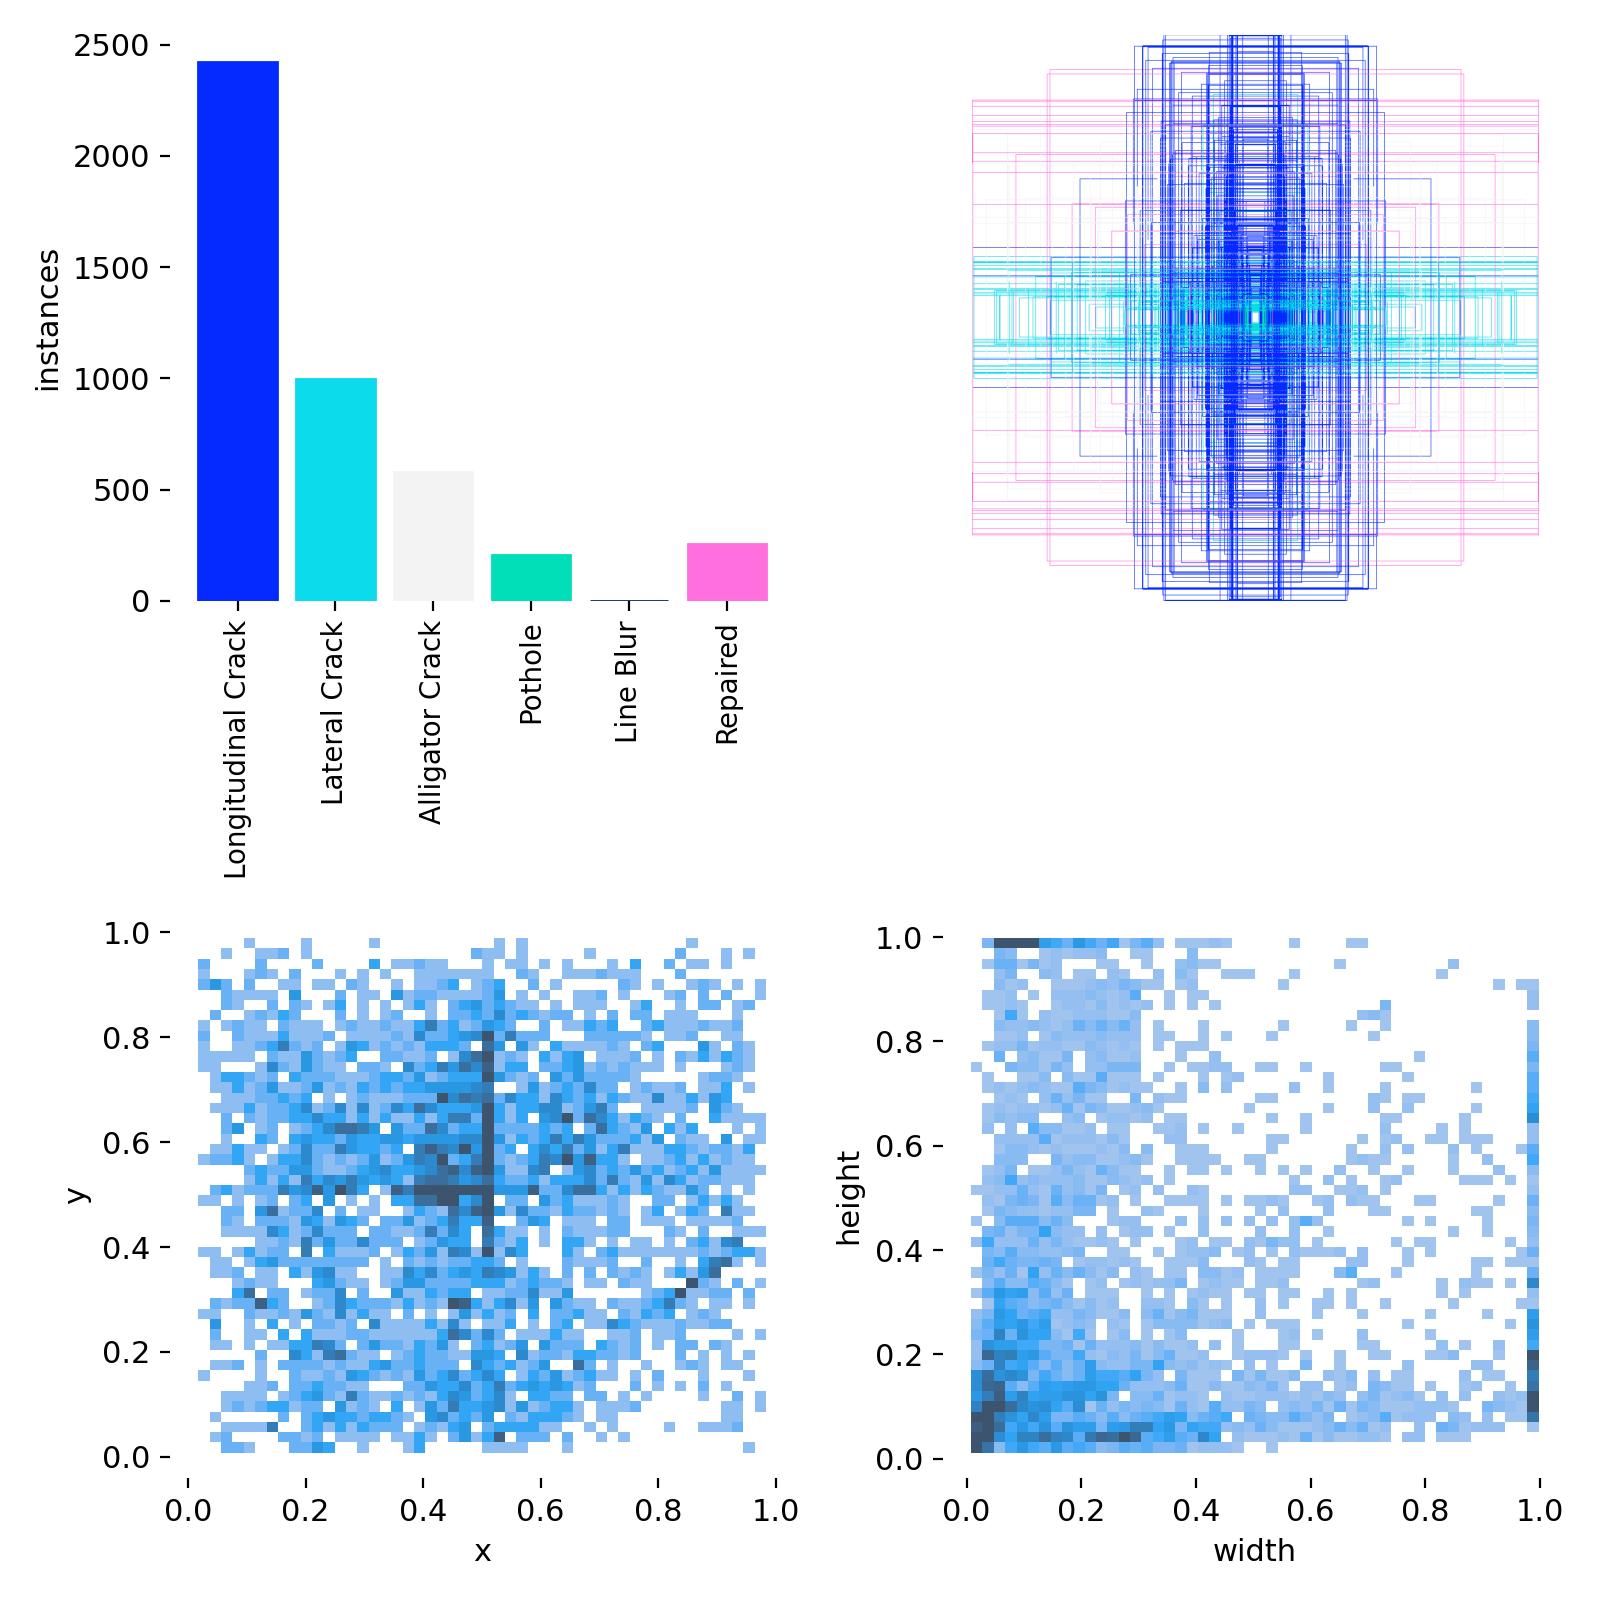 2500
2000
1500
1000
500
0
instances
Longitudinal Crack
Lateral Crack
Alligator Crack
Pothole
Line Blur
Repaired
1.0
0.8
0.6
0.4
0.2
0.0
y
0.0 0.2 0.4 0.6 0.8 1.0
x
1.0
0.8
0.6
0.4
0.2
0.0
height
0.0 0.2 0.4 0.6 0.8 1.0
width